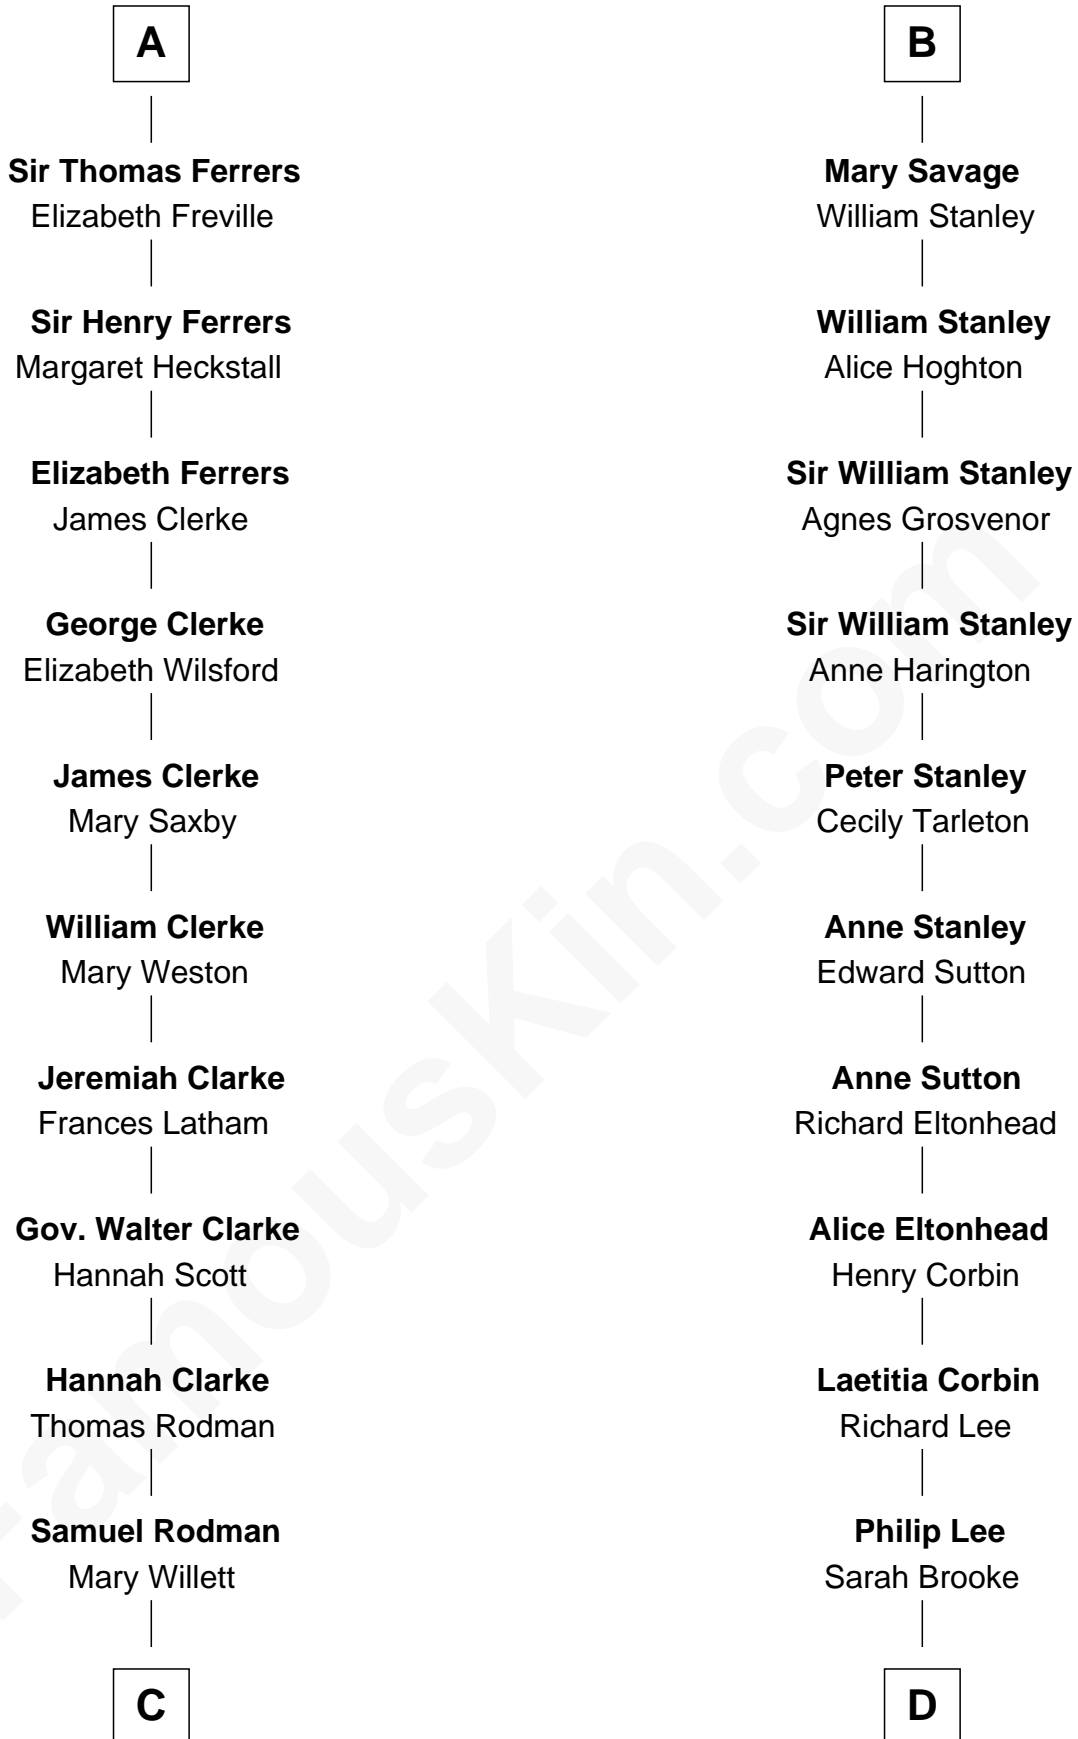 A
Sir Thomas Ferrers
Elizabeth Freville
Sir Henry Ferrers
Margaret Heckstall
Elizabeth Ferrers
James Clerke
George Clerke
Elizabeth Wilsford
James Clerke
Mary Saxby
William Clerke
Mary Weston
Jeremiah Clarke
Frances Latham
Gov. Walter Clarke
Hannah Scott
Hannah Clarke
Thomas Rodman
Samuel Rodman
Mary Willett
C
B
Mary Savage
William Stanley
William Stanley
Alice Hoghton
Sir William Stanley
Agnes Grosvenor
Sir William Stanley
Anne Harington
Peter Stanley
Cecily Tarleton
Anne Stanley
Edward Sutton
Anne Sutton
Richard Eltonhead
Alice Eltonhead
Henry Corbin
Laetitia Corbin
Richard Lee
Philip Lee
Sarah Brooke
D
FamousKin.com